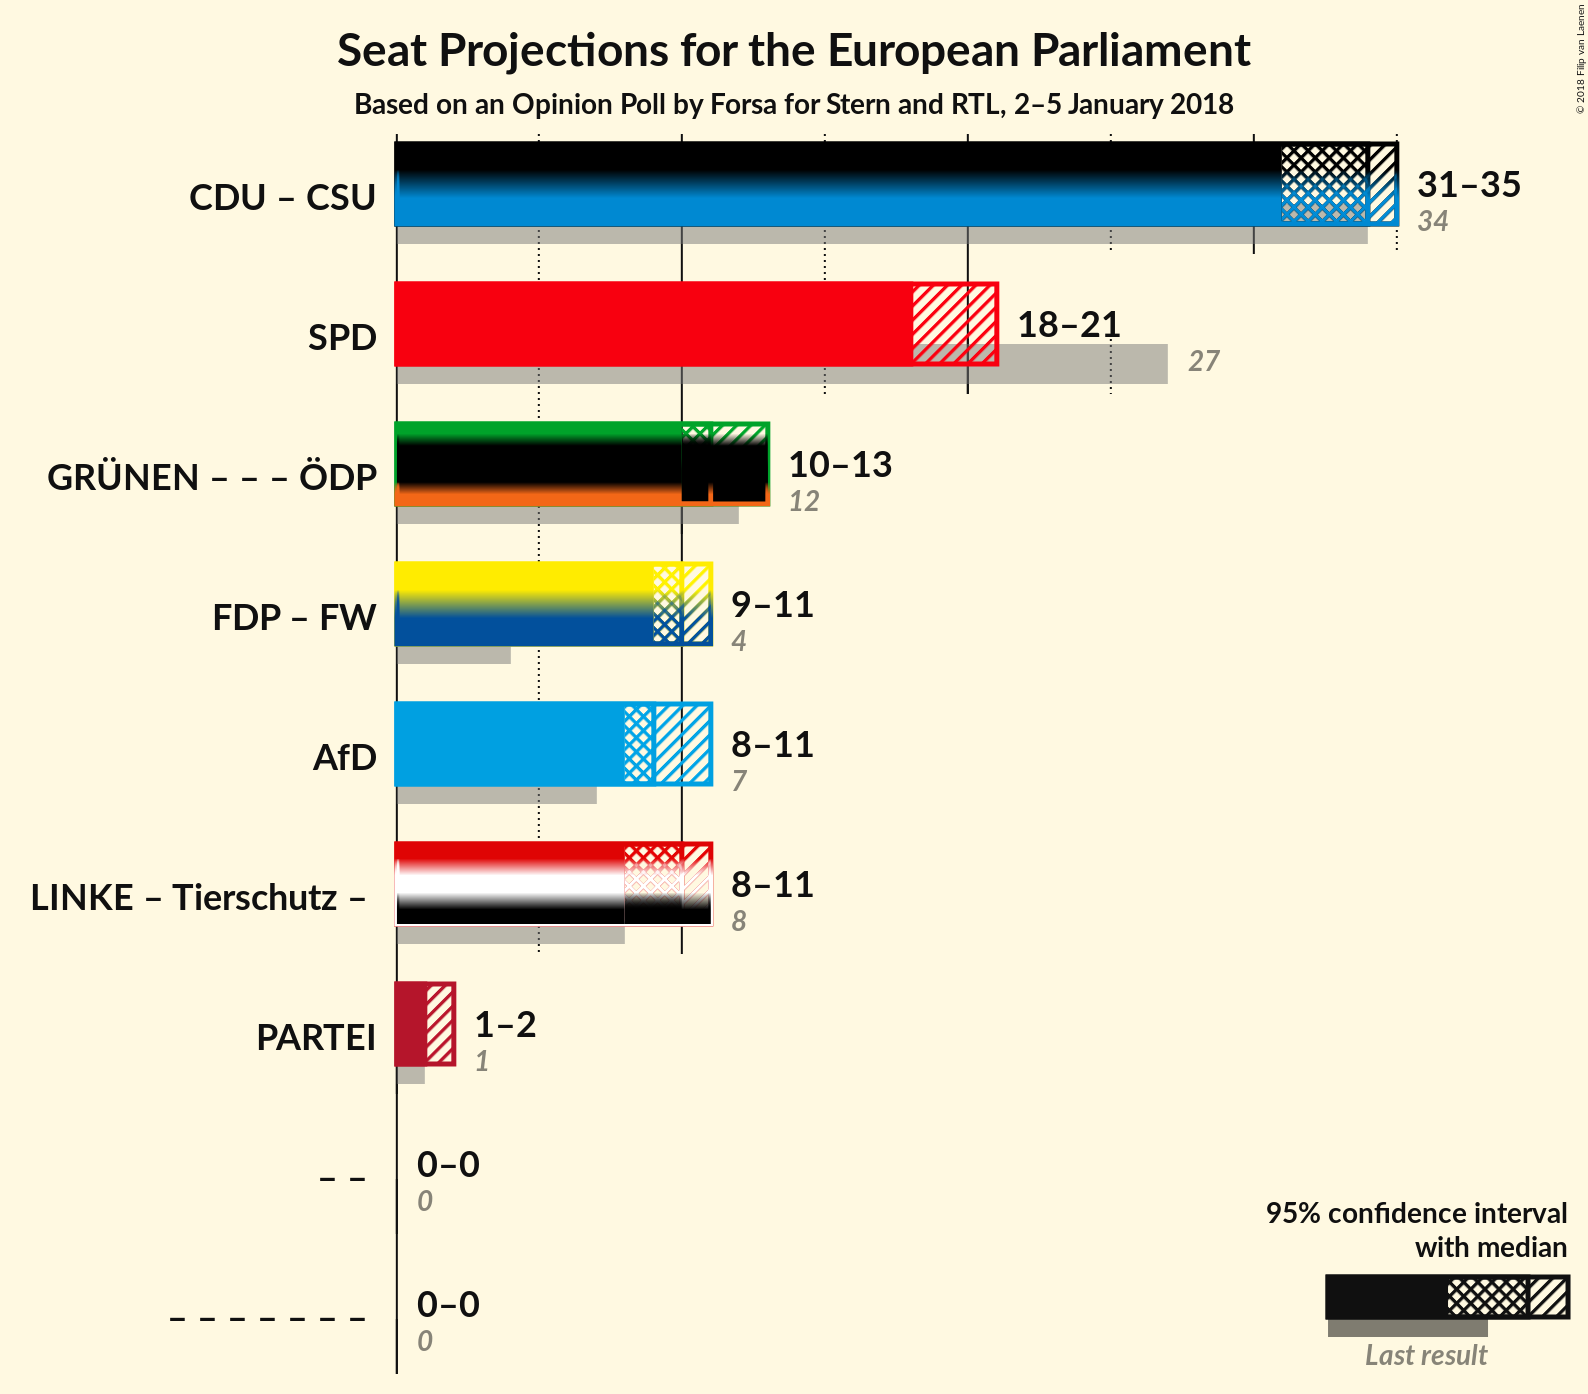 Seat Projections for the European Parliament
Based on an Opinion Poll by Forsa for Stern and RTL, 2–5 January 2018
© 2018 Filip van Laenen
CDU – CSU
31–35
34
SPD
18–21
27
GRÜNEN – – – ÖDP
10–13
12
FDP – FW
9–11
4
AfD
8–11
7
LINKE – Tierschutz –
8–11
8
PARTEI
1–2
1
– –
0–0
0
– – – – – – –
0–0
0
95% confidence interval
with median
Last result